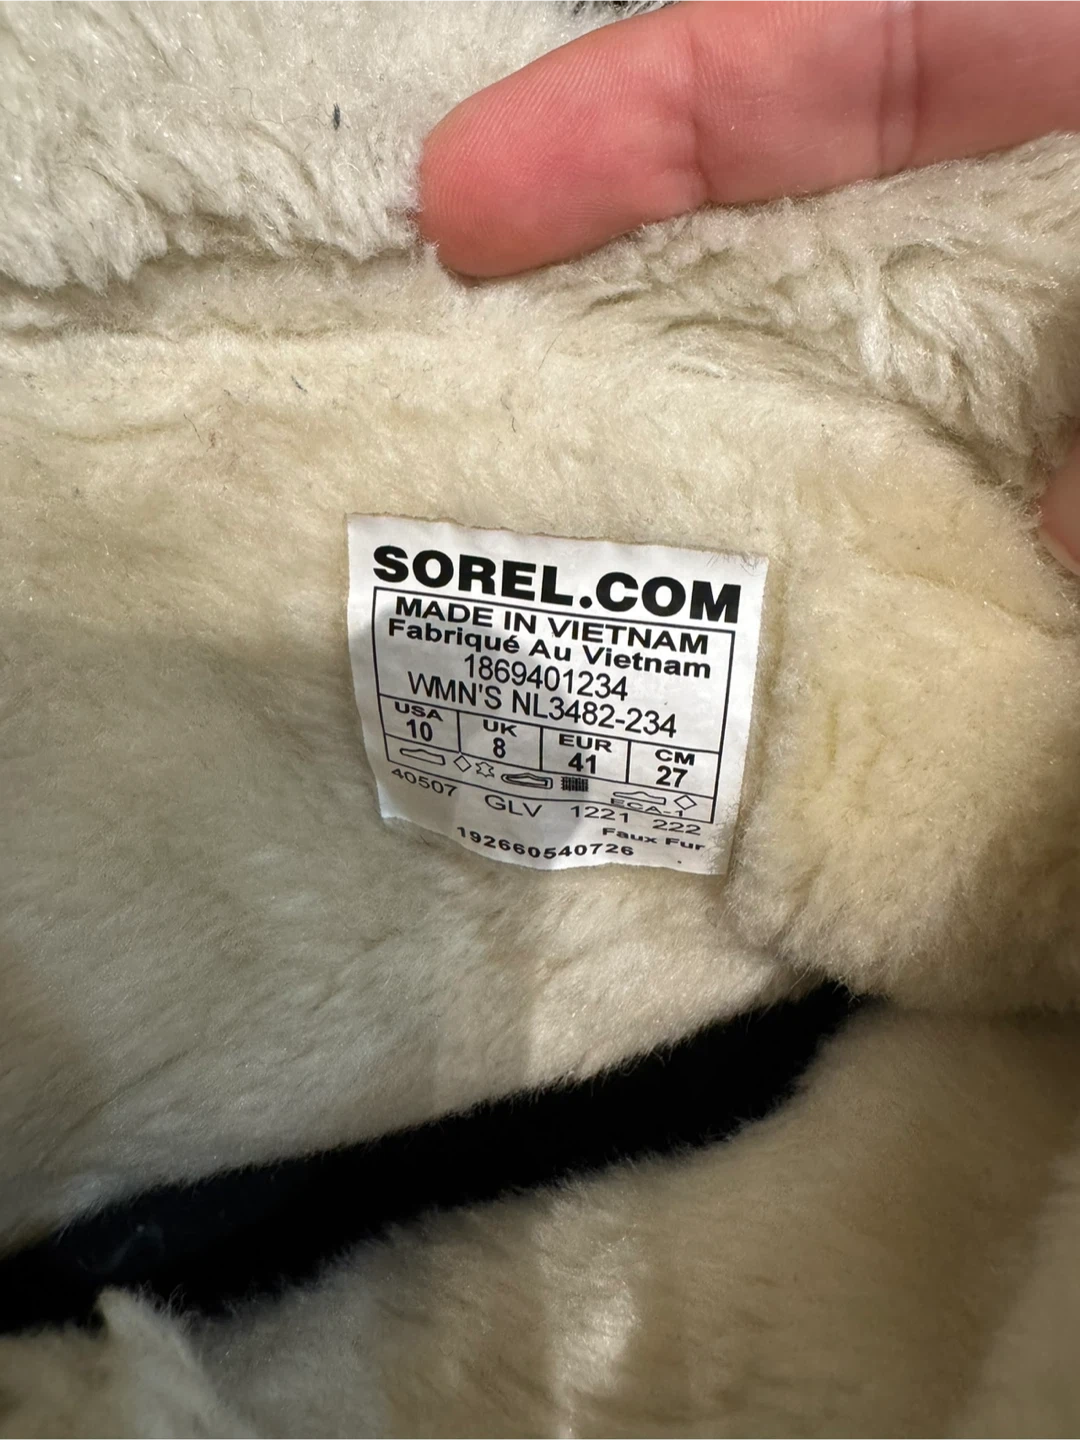 SOREL.COM
MADE IN VIETNAM
Fabriqué Au Vietnam
1869401234
WMN'S NL3482-234
USA UK EUR CM
10 8 41 27
ECA-1
40507 GLV 1221 222
Faux Fur
192660540726